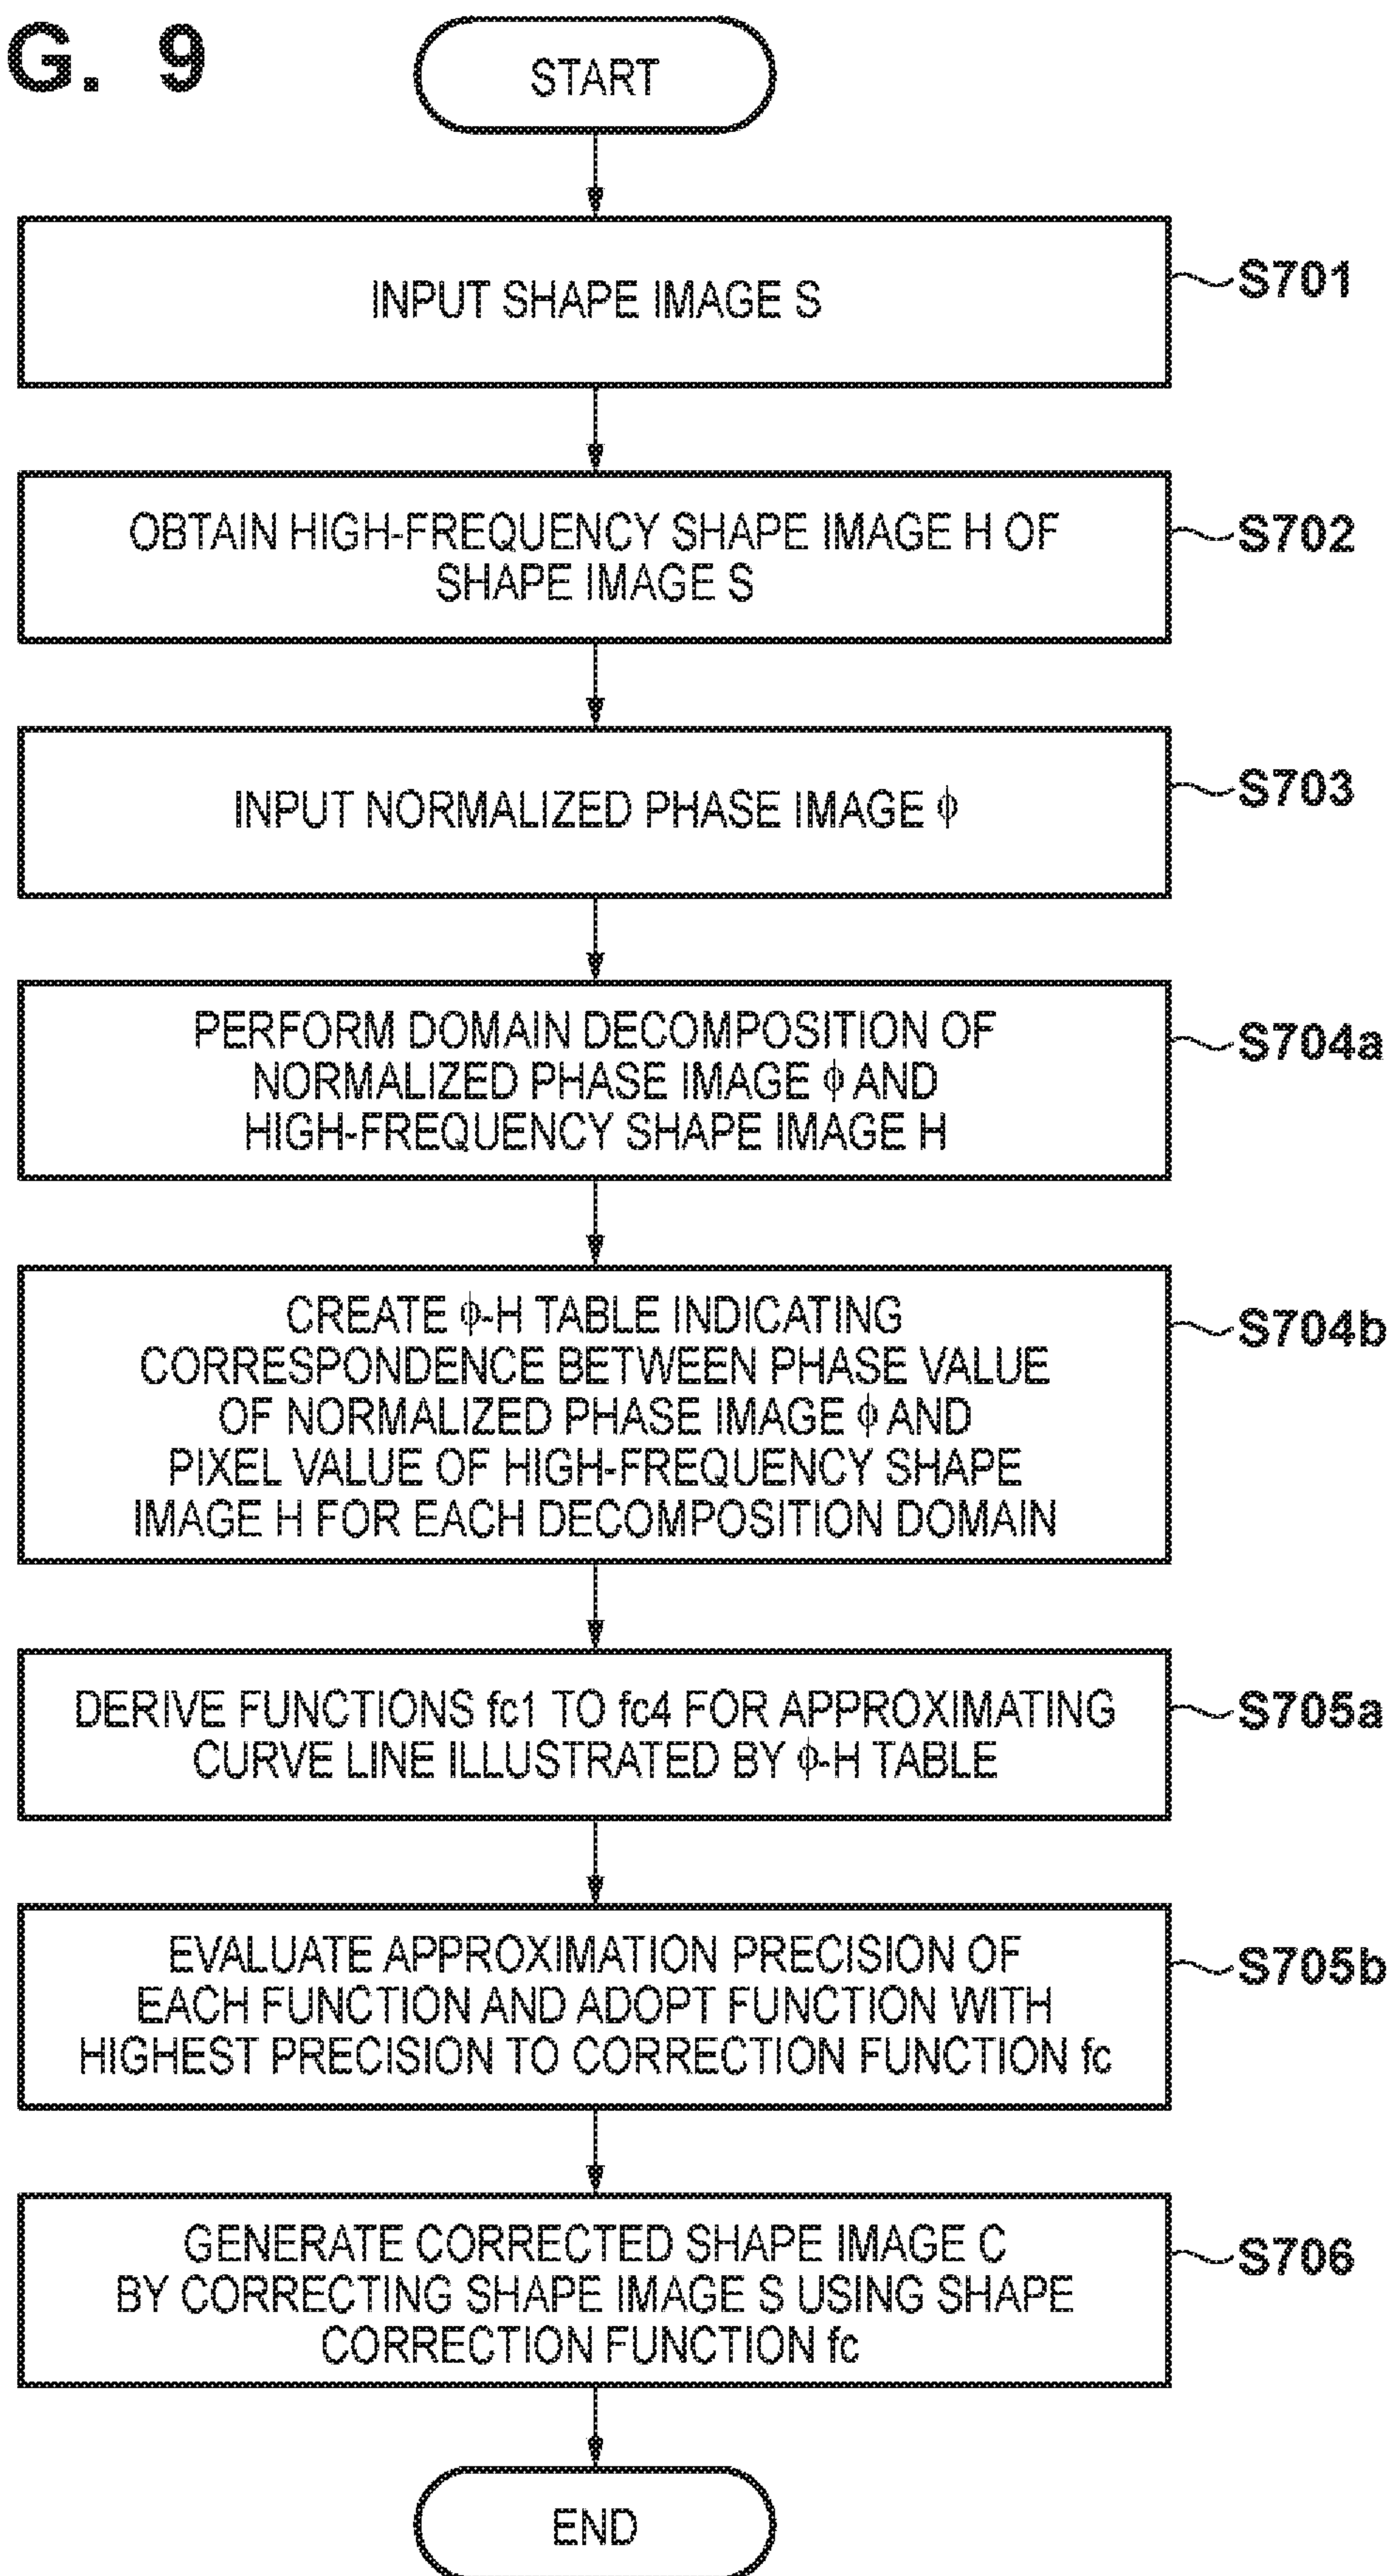 G. 9
START
INPUT SHAPE IMAGE S
S701
OBTAIN HIGH-FREQUENCY SHAPE IMAGE H OF
SHAPE IMAGE S
S702
INPUT NORMALIZED PHASE IMAGE ϕ
S703
PERFORM DOMAIN DECOMPOSITION OF
NORMALIZED PHASE IMAGE ϕ AND
HIGH-FREQUENCY SHAPE IMAGE H
S704a
CREATE ϕ-H TABLE INDICATING
CORRESPONDENCE BETWEEN PHASE VALUE
OF NORMALIZED PHASE IMAGE ϕ AND
PIXEL VALUE OF HIGH-FREQUENCY SHAPE
IMAGE H FOR EACH DECOMPOSITION DOMAIN
S704b
DERIVE FUNCTIONS fc1 TO fc4 FOR APPROXIMATING
CURVE LINE ILLUSTRATED BY ϕ-H TABLE
S705a
EVALUATE APPROXIMATION PRECISION OF
EACH FUNCTION AND ADOPT FUNCTION WITH
HIGHEST PRECISION TO CORRECTION FUNCTION fc
S705b
GENERATE CORRECTED SHAPE IMAGE C
BY CORRECTING SHAPE IMAGE S USING SHAPE
CORRECTION FUNCTION fc
S706
END